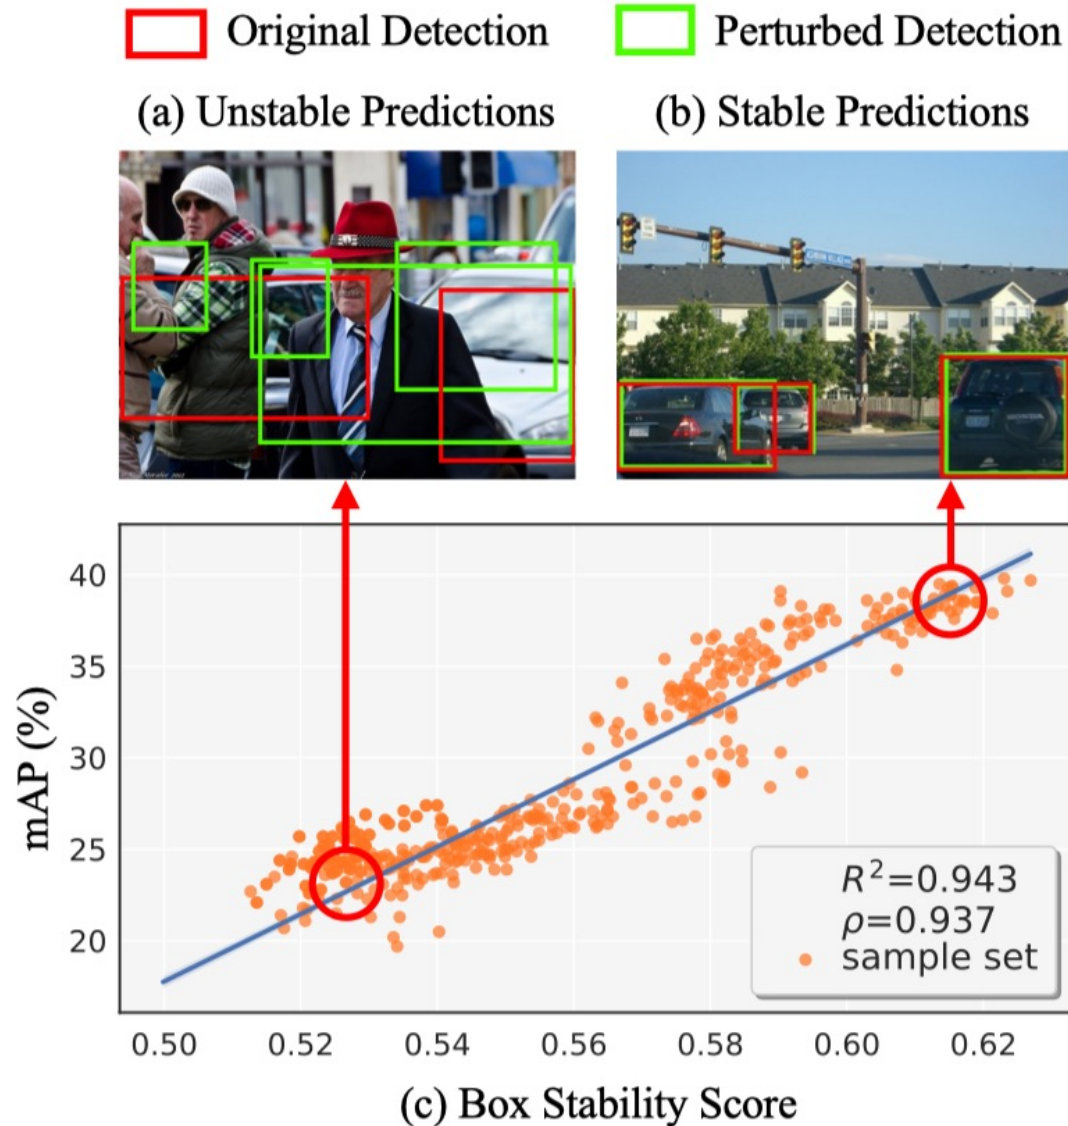 Original Detection
Perturbed Detection
(a) Unstable Predictions
(b) Stable Predictions
HONDA
40
35
30
25
20
mAP (%)
R²=0.943
ρ=0.937
sample set
0.50 0.52 0.54 0.56 0.58 0.60 0.62
(c) Box Stability Score